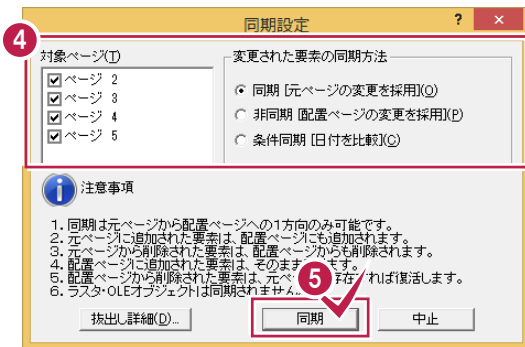 同期設定 ? ×
4
対象ページ(T)
ページ 2
ページ 3
ページ 4
ページ 5
変更された要素の同期方法
同期 [元ページの変更を採用](O)
非同期 [配置ページの変更を採用](P)
条件同期 [日付を比較](C)
注意事項
1. 同期は元ページから配置ページへの1方向のみ可能です。
2. 元ページに追加された要素は、配置ページにも追加されます。
3. 元ページから削除された要素は、配置ページからも削除されます。
4. 配置ページに追加された要素は、そのまま す。
5. 配置ページから削除された要素は、元ペー 存在 れば復活します。
6. ラスタ・OLEオブジェクトは同期されませ
5
抜出し詳細(D)...
同期
中止